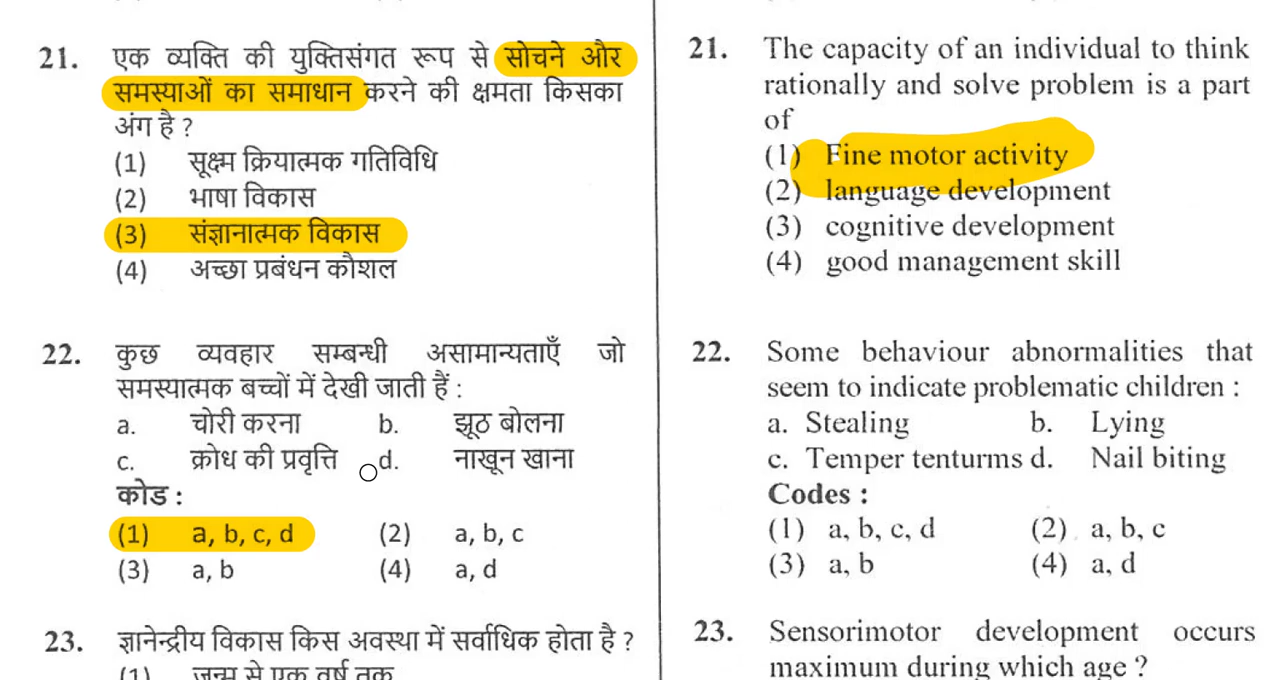 21. एक व्यक्ति की युक्तिसंगत रूप से सोचने और
समस्याओं का समाधान करने की क्षमता किसका
अंग है ?
(1) सूक्ष्म क्रियात्मक गतिविधि
(2) भाषा विकास
(3) संज्ञानात्मक विकास
(4) अच्छा प्रबंधन कौशल
22. कुछ व्यवहार सम्बन्धी असामान्यताएँ जो
समस्यात्मक बच्चों में देखी जाती हैं :
a. चोरी करना b. झूठ बोलना
c. क्रोध की प्रवृत्ति d. नाखून खाना
कोड :
(1) a, b, c, d (2) a, b, c
(3) a, b (4) a, d
23. ज्ञानेन्द्रीय विकास किस अवस्था में सर्वाधिक होता है ?
(1) जन्म से एक वर्ष तक
21. The capacity of an individual to think
rationally and solve problem is a part
of
(1) Fine motor activity
(2) language development
(3) cognitive development
(4) good management skill
22. Some behaviour abnormalities that
seem to indicate problematic children :
a. Stealing b. Lying
c. Temper tenturms d. Nail biting
Codes :
(1) a, b, c, d (2) a, b, c
(3) a, b (4) a, d
23. Sensorimotor development occurs
maximum during which age ?